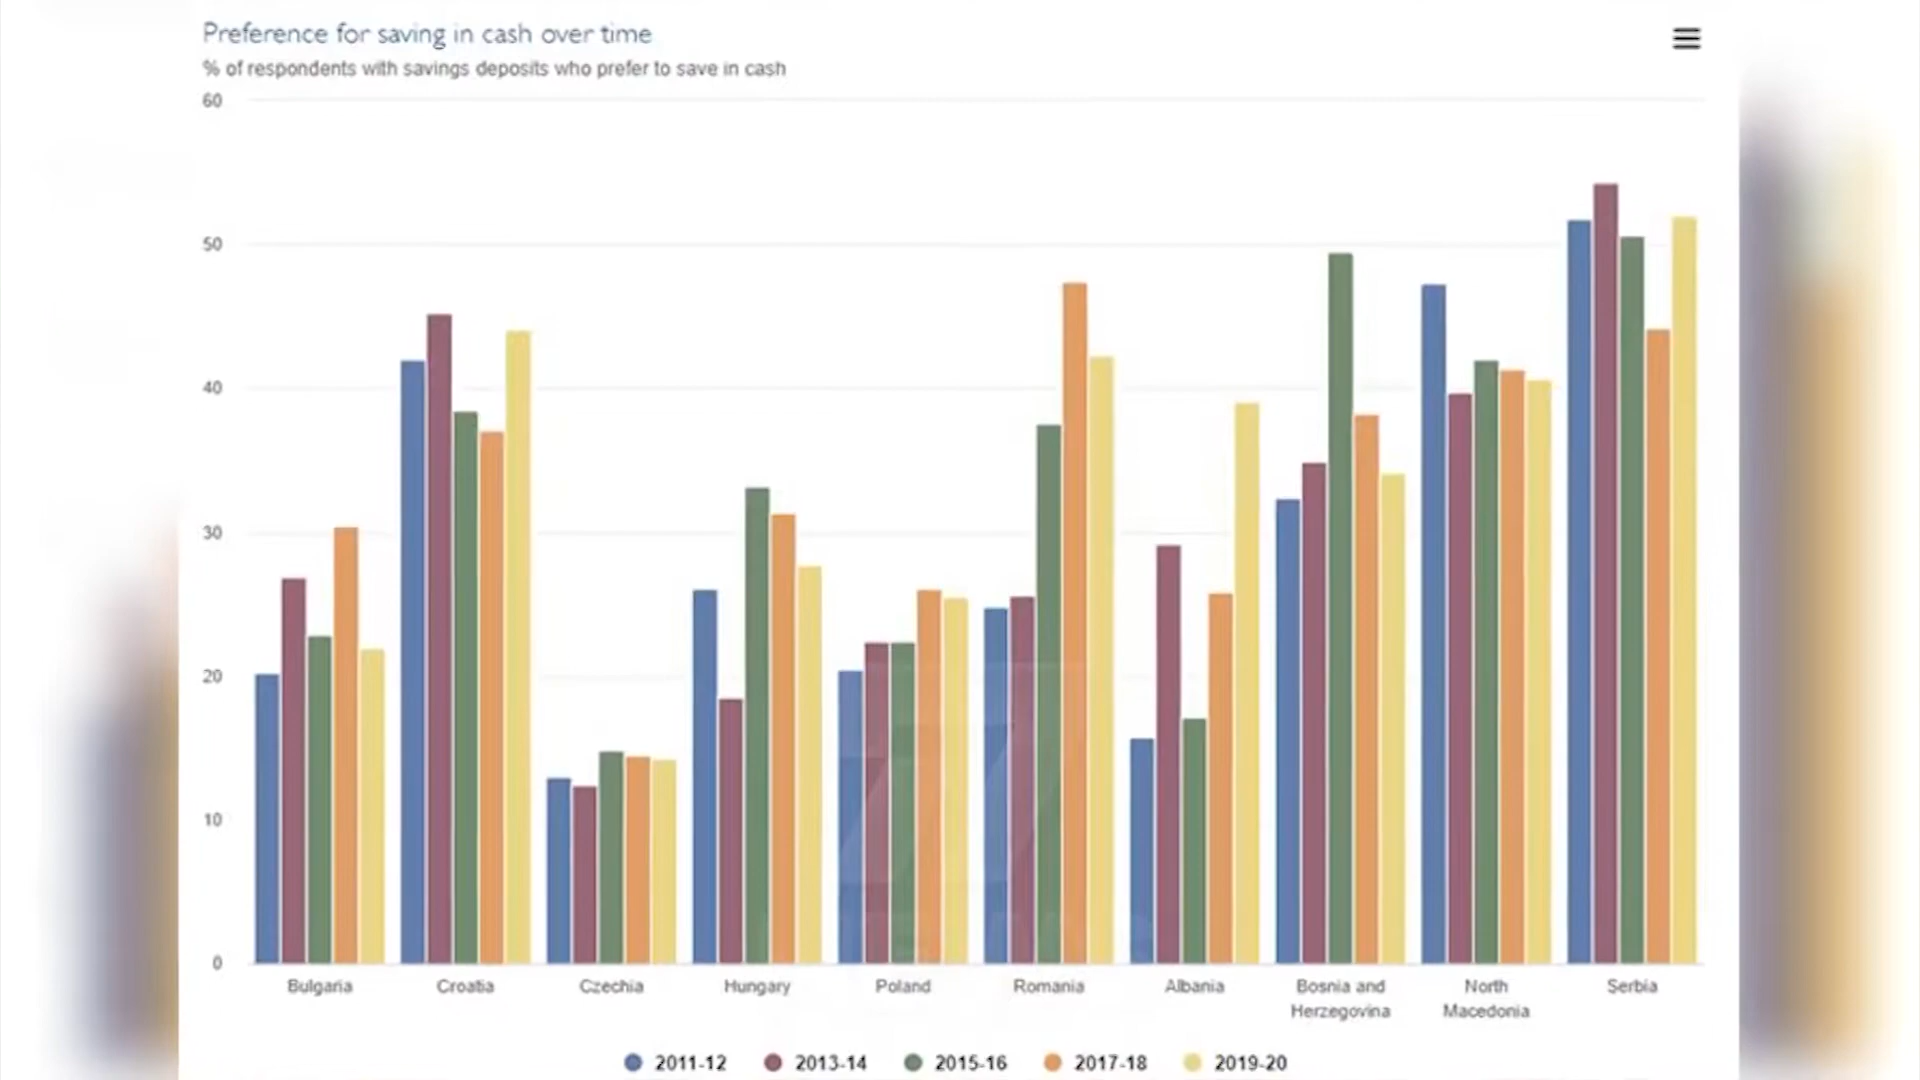 Preference for saving in cash over time
% of respondents with savings deposits who prefer to save in cash
60
50
40
30
20
10
0
Bulgaria
Croatia
Czechia
Hungary
Poland
Romania
Albania
Bosnia and
Herzegovina
North
Macedonia
Serbia
2011-12
2013-14
2015-16
2017-18
2019-20